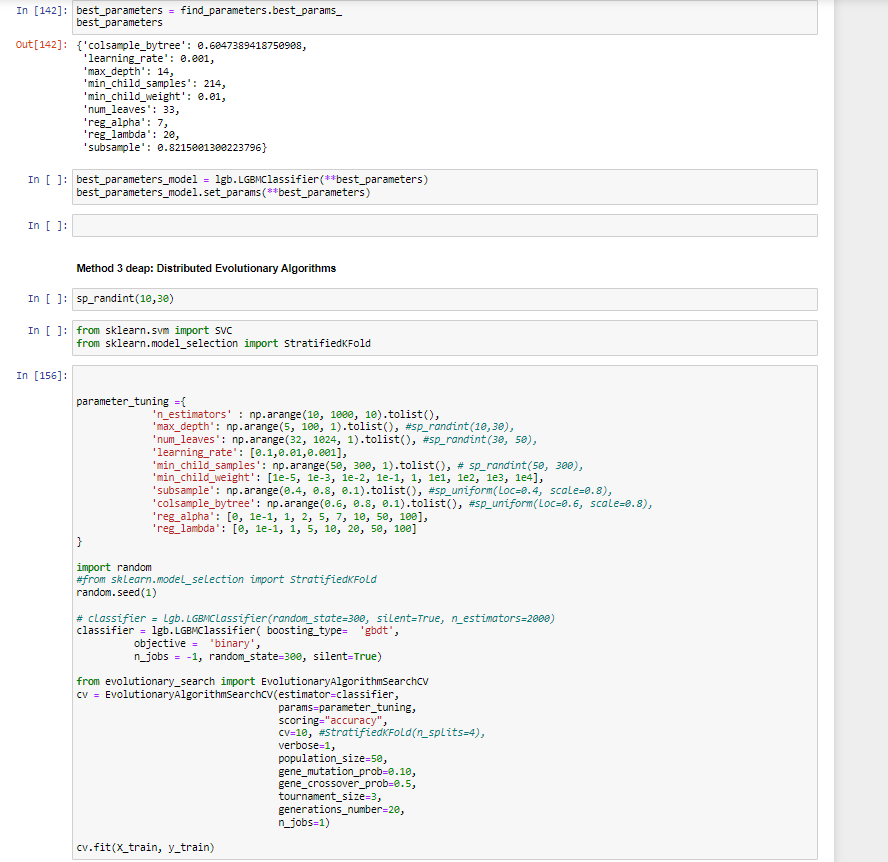 In [142]: best_parameters = find_parameters.best_params_
best_parameters
Out[142]: {'colsample_bytree': 0.6047389418750908,
'learning_rate': 0.001,
'max_depth': 14,
'min_child_samples': 214,
'min_child_weight': 0.01,
'num_leaves': 33,
'reg_alpha': 7,
'reg_lambda': 20,
'subsample': 0.8215001300223796}
In [ ]: best_parameters_model = lgb.LGBMClassifier(**best_parameters)
best_parameters_model.set_params(**best_parameters)
In [ ]:
Method 3 deap: Distributed Evolutionary Algorithms
In [ ]: sp_randint(10,30)
In [ ]: from sklearn.svm import SVC
from sklearn.model_selection import StratifiedKFold
In [156]:
parameter_tuning ={
'n_estimators' : np.arange(10, 1000, 10).tolist(),
'max_depth': np.arange(5, 100, 1).tolist(), #sp_randint(10,30),
'num_leaves': np.arange(32, 1024, 1).tolist(), #sp_randint(30, 50),
'learning_rate': [0.1,0.01,0.001],
'min_child_samples': np.arange(50, 300, 1).tolist(), # sp_randint(50, 300),
'min_child_weight': [1e-5, 1e-3, 1e-2, 1e-1, 1, 1e1, 1e2, 1e3, 1e4],
'subsample': np.arange(0.4, 0.8, 0.1).tolist(), #sp_uniform(loc=0.4, scale=0.8),
'colsample_bytree': np.arange(0.6, 0.8, 0.1).tolist(), #sp_uniform(loc=0.6, scale=0.8),
'reg_alpha': [0, 1e-1, 1, 2, 5, 7, 10, 50, 100],
'reg_lambda': [0, 1e-1, 1, 5, 10, 20, 50, 100]
}
import random
#from sklearn.model_selection import StratifiedKFold
random.seed(1)
# classifier = lgb.LGBMClassifier(random_state=300, silent=True, n_estimators=2000)
classifier = lgb.LGBMClassifier( boosting_type= 'gbdt',
objective = 'binary',
n_jobs = -1, random_state=300, silent=True)
from evolutionary_search import EvolutionaryAlgorithmSearchCV
cv = EvolutionaryAlgorithmSearchCV(estimator=classifier,
params=parameter_tuning,
scoring="accuracy",
cv=10, #StratifiedKFold(n_splits=4),
verbose=1,
population_size=50,
gene_mutation_prob=0.10,
gene_crossover_prob=0.5,
tournament_size=3,
generations_number=20,
n_jobs=1)
cv.fit(X_train, y_train)